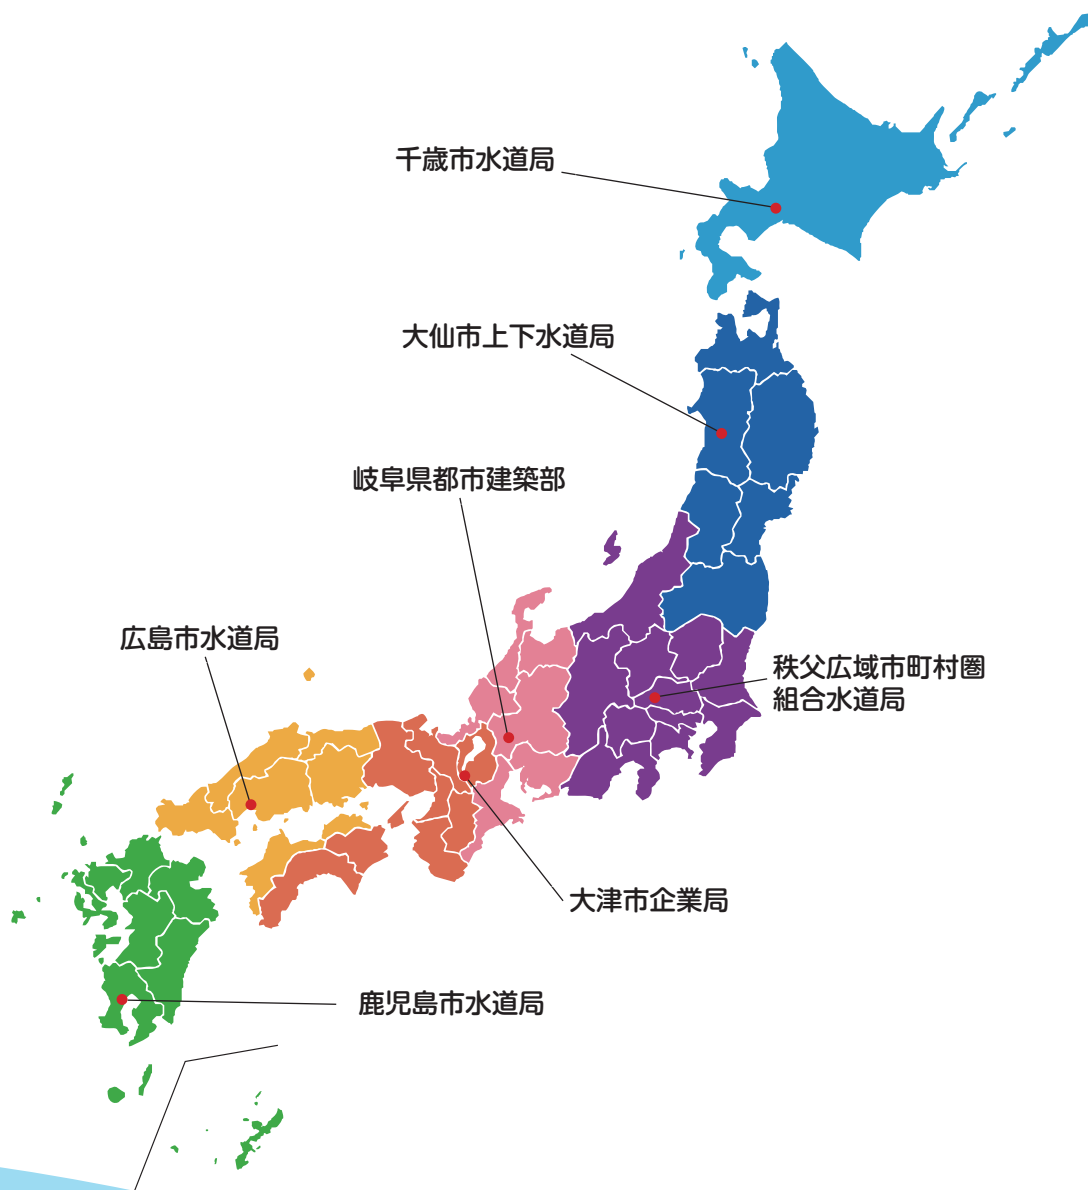 千歳市水道局
大仙市上下水道局
岐阜県都市建築部
広島市水道局
秩父広域市町村圏
組合水道局
大津市企業局
鹿児島市水道局